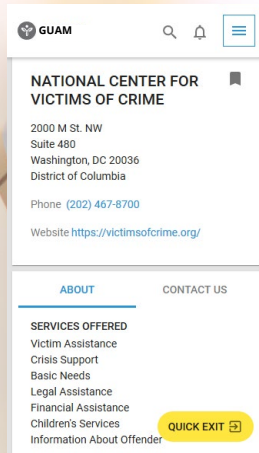 GUAM
NATIONAL CENTER FOR
VICTIMS OF CRIME
2000 M St. NW
Suite 480
Washington, DC 20036
District of Columbia
Phone (202) 467-8700
Website https://victimsofcrime.org/
ABOUT CONTACT US
SERVICES OFFERED
Victim Assistance
Crisis Support
Basic Needs
Legal Assistance
Financial Assistance
Children's Services
Information About Offender
QUICK EXIT